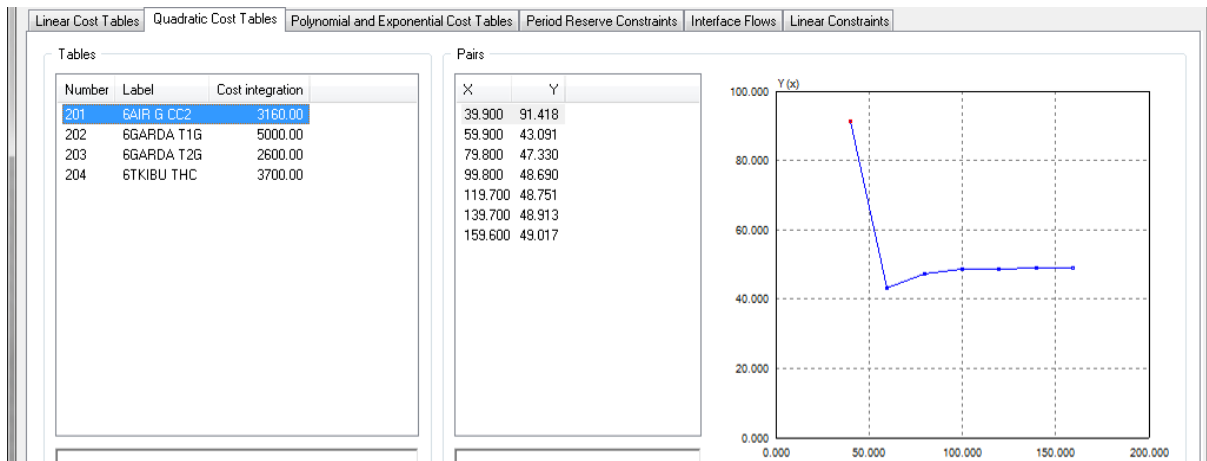 Linear Cost Tables Quadratic Cost Tables Polynomial and Exponential Cost Tables Period Reserve Constraints Interface Flows Linear Constraints
Tables
Number Label Cost integration
201 6AIR G CC2 3160.00
202 6GARDA T1G 5000.00
203 6GARDA T2G 2600.00
204 6TKIBU THC 3700.00
Pairs
X Y
39.900 91.418
59.900 43.091
79.800 47.330
99.800 48.690
119.700 48.751
139.700 48.913
159.600 49.017
Y (x)
100.000
80.000
60.000
40.000
20.000
0.000
0.000 50.000 100.000 150.000 200.000